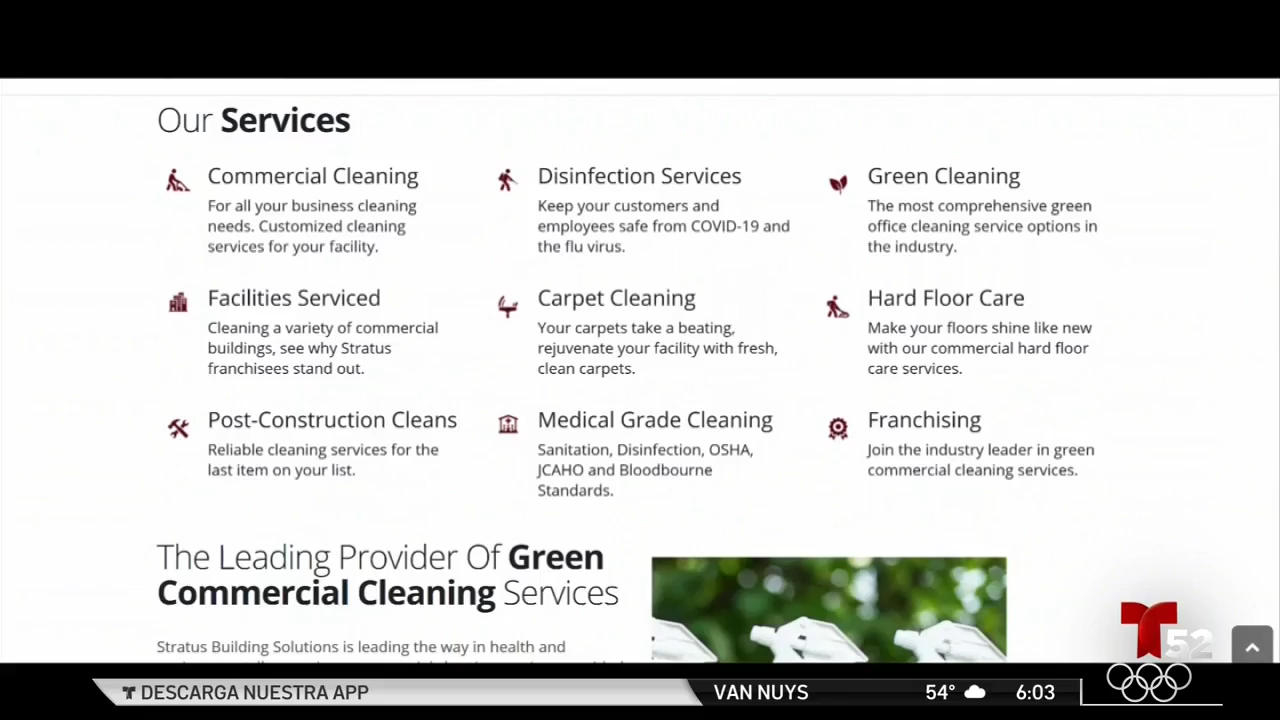 Our Services
Commercial Cleaning
For all your business cleaning
needs. Customized cleaning
services for your facility.
Disinfection Services
Keep your customers and
employees safe from COVID-19 and
the flu virus.
Green Cleaning
The most comprehensive green
office cleaning service options in
the industry.
Facilities Serviced
Cleaning a variety of commercial
buildings, see why Stratus
franchisees stand out.
Carpet Cleaning
Your carpets take a beating,
rejuvenate your facility with fresh,
clean carpets.
Hard Floor Care
Make your floors shine like new
with our commercial hard floor
care services.
Post-Construction Cleans
Reliable cleaning services for the
last item on your list.
Medical Grade Cleaning
Sanitation, Disinfection, OSHA,
JCAHO and Bloodbourne
Standards.
Franchising
Join the industry leader in green
commercial cleaning services.
The Leading Provider Of Green
Commercial Cleaning Services
Stratus Building Solutions is leading the way in health and
T 52
T DESCARGA NUESTRA APP
VAN NUYS 54° 6:03